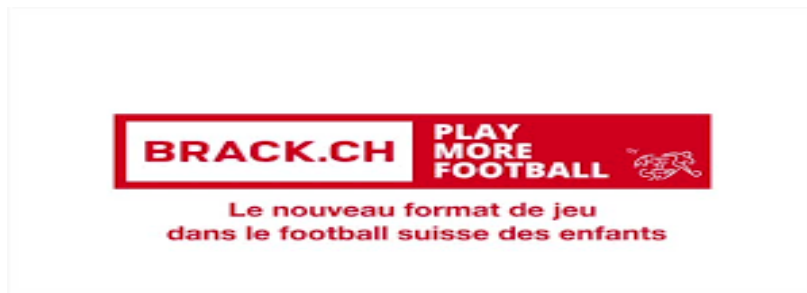 BRACK.CH
PLAY
MORE
FOOTBALL
Le nouveau format de jeu
dans le football suisse des enfants